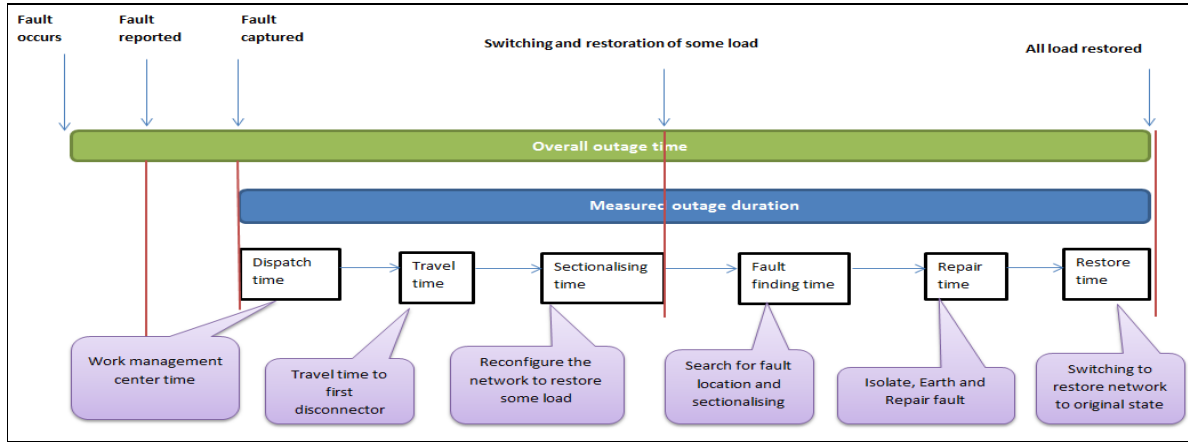 Fault
occurs
Fault
reported
Fault
captured
Switching and restoration of some load
All load restored
Overall outage time
Measured outage duration
Dispatch
time
Travel
time
Sectionalising
time
Fault
finding time
Repair
time
Restore
time
Work management
center time
Travel time to
first
disconnector
Reconfigure the
network to restore
some load
Search for fault
location and
sectionalising
Isolate, Earth and
Repair fault
Switching to
restore network
to original state